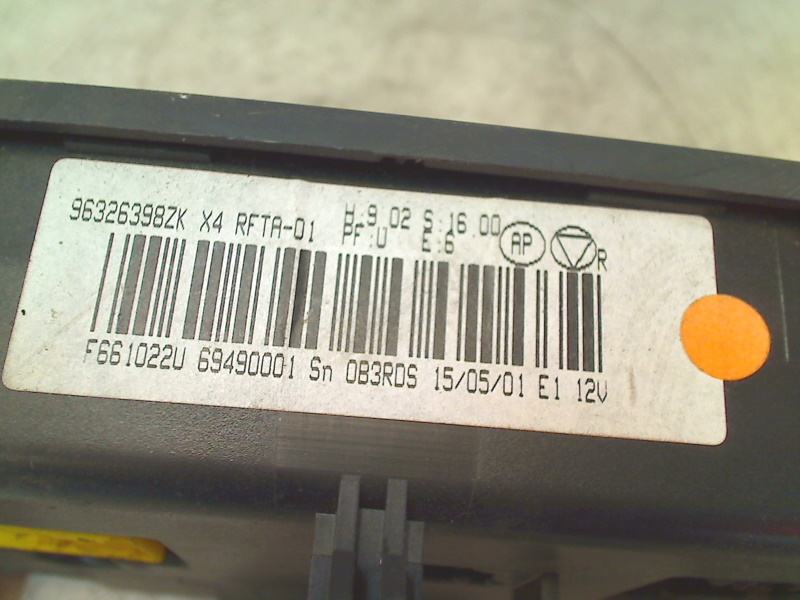 96326398ZK X4 RFTA-01 H:9.02 S:16.00
PF:U E:6 AP R
F661022U 69490001 Sn 0B3RDS 15/05/01 E1 12V